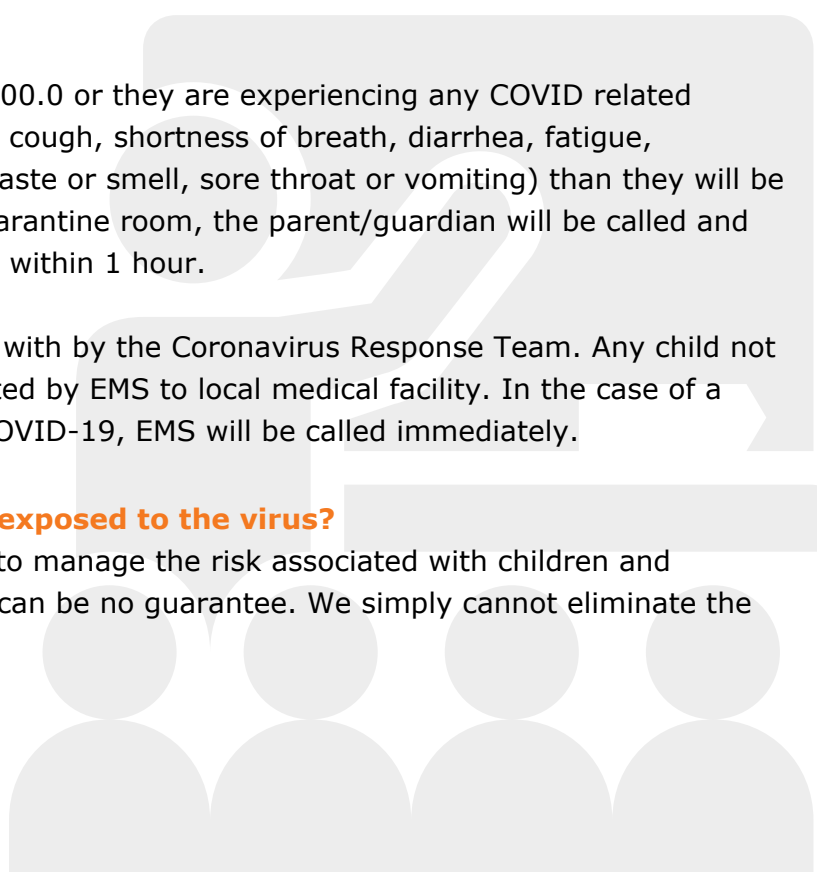 00.0 or they are experiencing any COVID related
cough, shortness of breath, diarrhea, fatigue,
aste or smell, sore throat or vomiting) than they will be
arantine room, the parent/guardian will be called and
within 1 hour.
with by the Coronavirus Response Team. Any child not
ted by EMS to local medical facility. In the case of a
OVID-19, EMS will be called immediately.
exposed to the virus?
to manage the risk associated with children and
can be no guarantee. We simply cannot eliminate the